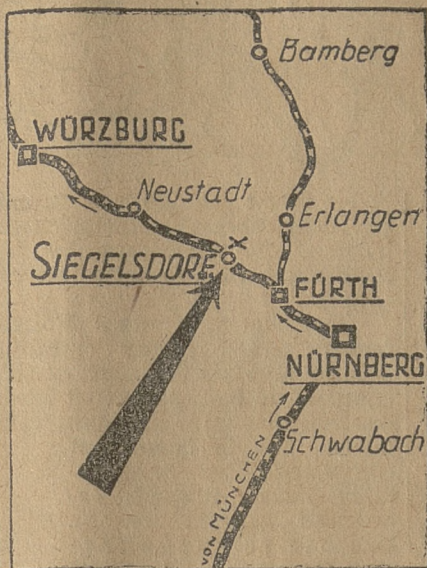 Bamberg
WÜRZBURG
Neustadt
Erlangen
X
SIEGELSDORF
FÜRTH
NÜRNBERG
Schwabach
VON MÜNCHEN